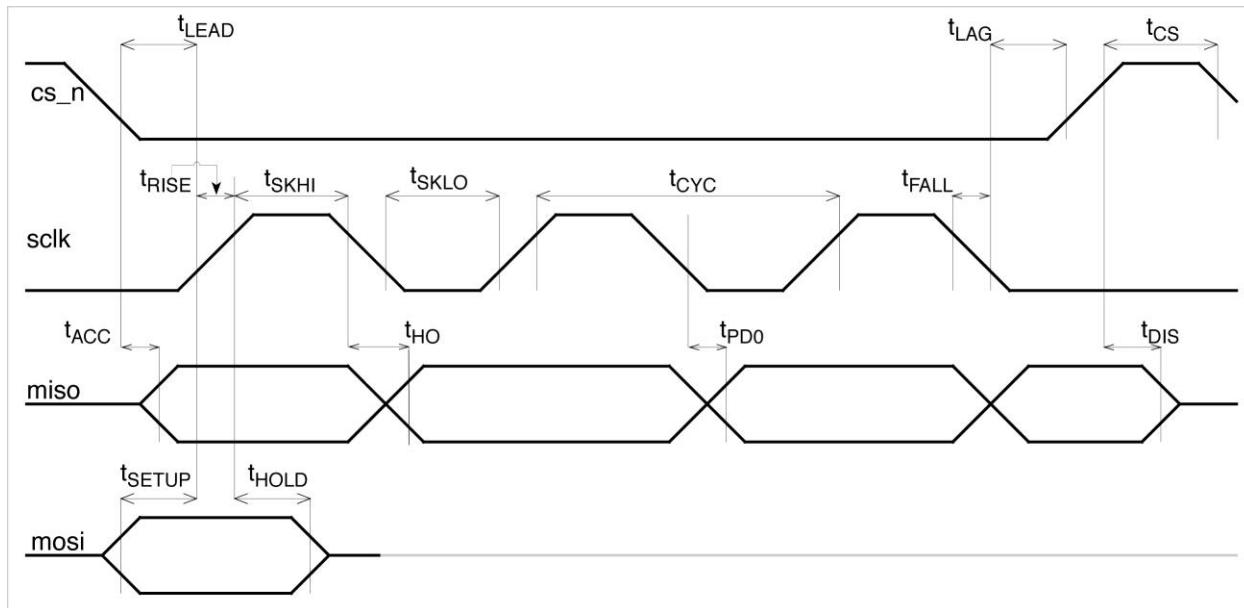 tLEAD tLAG tCS
cs_n
tRISE tSKHI tSKLO tCYC tFALL
sclk
tACC tHO tPD0 tDIS
miso
tSETUP tHOLD
mosi